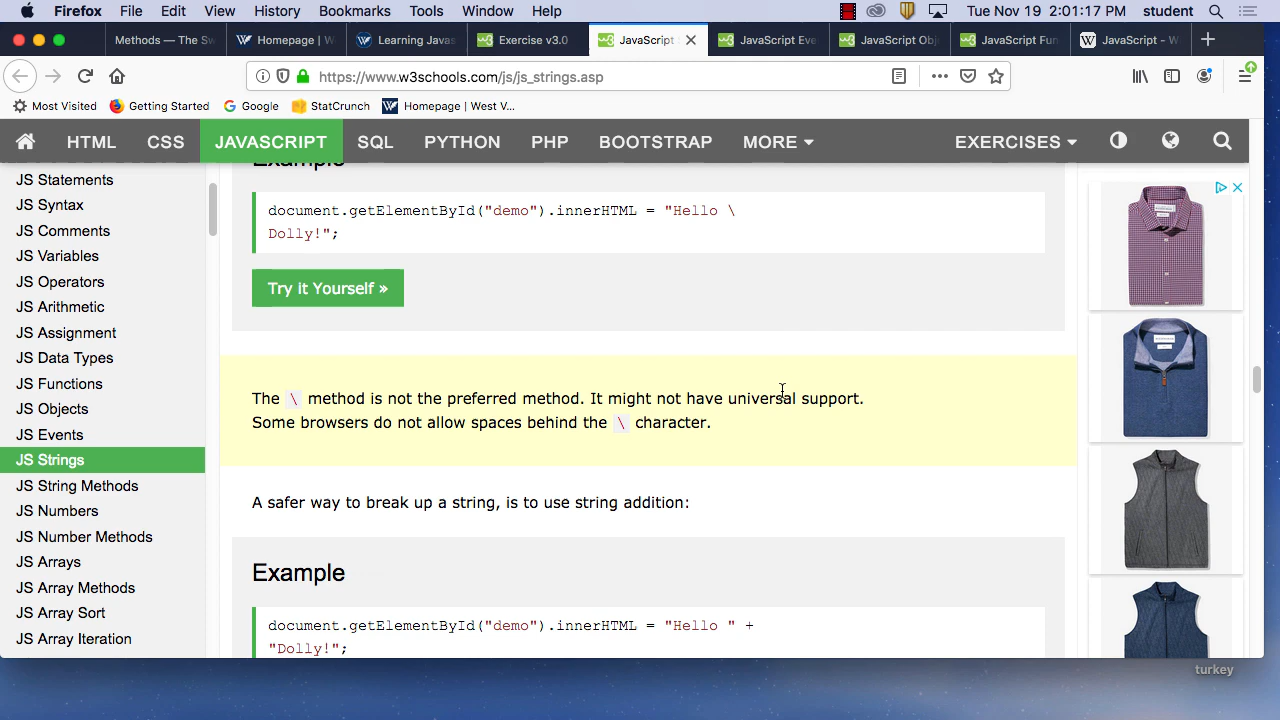 Firefox File Edit View History Bookmarks Tools Window Help Tue Nov 19 2:01:17 PM student
Methods — The Sw Homepage | W Learning Javas Exercise v3.0 JavaScript JavaScript Eve JavaScript Obj JavaScript Fun JavaScript - W
https://www.w3schools.com/js/js_strings.asp
Most Visited Getting Started Google StatCrunch Homepage | West V...
HTML CSS JAVASCRIPT SQL PYTHON PHP BOOTSTRAP MORE EXERCISES
JS Statements
JS Syntax
JS Comments
JS Variables
JS Operators
JS Arithmetic
JS Assignment
JS Data Types
JS Functions
JS Objects
JS Events
JS Strings
JS String Methods
JS Numbers
JS Number Methods
JS Arrays
JS Array Methods
JS Array Sort
JS Array Iteration
Example
document.getElementById("demo").innerHTML = "Hello \
Dolly!";
Try it Yourself »
The \ method is not the preferred method. It might not have universal support.
Some browsers do not allow spaces behind the \ character.
A safer way to break up a string, is to use string addition:
Example
document.getElementById("demo").innerHTML = "Hello " +
"Dolly!";
turkey